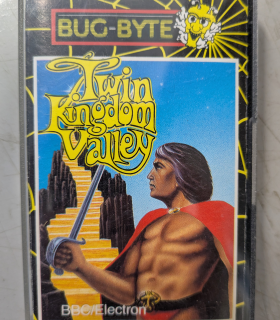 BUG-BYTE
Twin
Kingdom
Valley
BBC/Electron